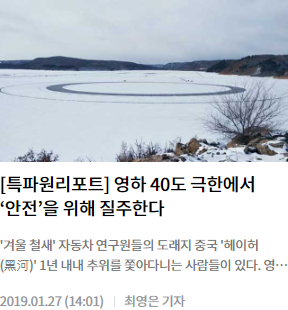 [특파원리포트] 영하 40도 극한에서
‘안전’을 위해 질주한다
'겨울 철새' 자동차 연구원들의 도래지 중국 '헤이허
(黑河)' 1년 내내 추위를 쫓아다니는 사람들이 있다. 영…
2019.01.27 (14:01) | 최영은 기자